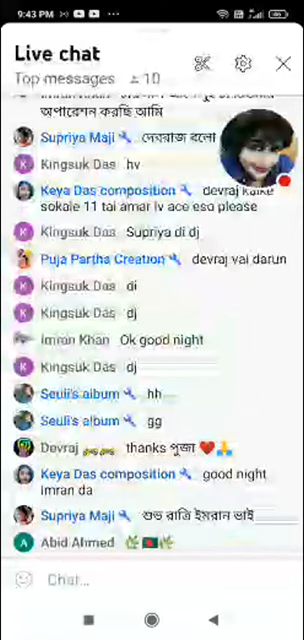 9:43 PM
Live chat
Top messages 10
অপারেশন করছি আমি
Supriya Maji দেবরাজ বলো
Kingsuk Das hv
Keya Das composition devraj kalke
sokale 11 tai amar lv ace eso please
Kingsuk Das Supriya di dj
Puja Partha Creation devraj vai darun
Kingsuk Das di
Kingsuk Das dj
Imran Khan Ok good night
Kingsuk Das dj
Seuli's album hh
Seuli's album gg
Devraj thanks পুজা ❤️🙏
Keya Das composition good night
imran da
Supriya Maji শুভ রাত্রি ইমরান ভাই
Abid Ahmed 🌿🇧🇩🌿
Chat...